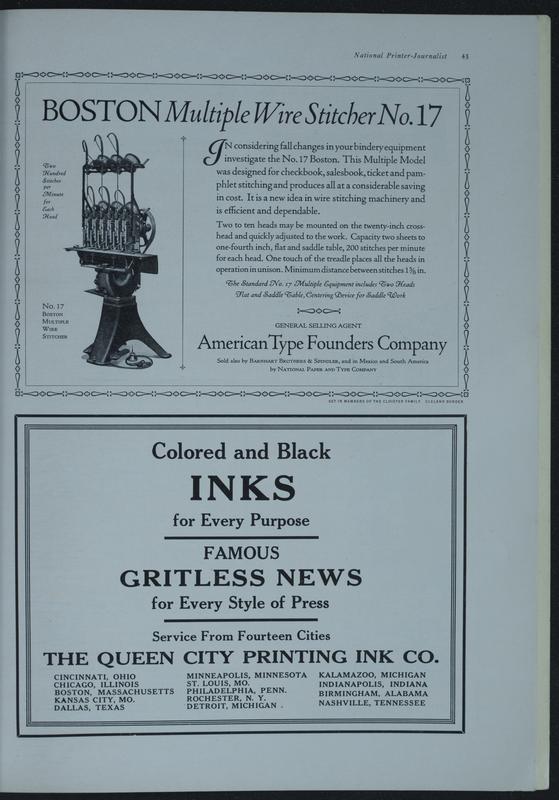 National Printer-Journalist 43
BOSTON Multiple Wire Stitcher No. 17
Two
Hundred
Stitches
per
Minute
for
Each
Head
No. 17
BOSTON
MULTIPLE
WIRE
STITCHER
IN considering fall changes in your bindery equipment
investigate the No. 17 Boston. This Multiple Model
was designed for checkbook, salesbook, ticket and pam-
phlet stitching and produces all at a considerable saving
in cost. It is a new idea in wire stitching machinery and
is efficient and dependable.
Two to ten heads may be mounted on the twenty-inch cross-
head and quickly adjusted to the work. Capacity two sheets to
one-fourth inch, flat and saddle table, 200 stitches per minute
for each head. One touch of the treadle places all the heads in
operation in unison. Minimum distance between stitches 1⅜ in.
The Standard No. 17 Multiple Equipment includes Two Heads
Flat and Saddle Table, Centering Device for Saddle Work
GENERAL SELLING AGENT
American Type Founders Company
Sold also by BARNHART BROTHERS & SPINDLER, and in Mexico and South America
by NATIONAL PAPER AND TYPE COMPANY
SET IN MEMBERS OF THE CLOISTER FAMILY CLELAND BORDER
Colored and Black
INKS
for Every Purpose
FAMOUS
GRITLESS NEWS
for Every Style of Press
Service From Fourteen Cities
THE QUEEN CITY PRINTING INK CO.
CINCINNATI, OHIO
CHICAGO, ILLINOIS
BOSTON, MASSACHUSETTS
KANSAS CITY, MO.
DALLAS, TEXAS
MINNEAPOLIS, MINNESOTA
ST. LOUIS, MO.
PHILADELPHIA, PENN.
ROCHESTER, N. Y.
DETROIT, MICHIGAN .
KALAMAZOO, MICHIGAN
INDIANAPOLIS, INDIANA
BIRMINGHAM, ALABAMA
NASHVILLE, TENNESSEE